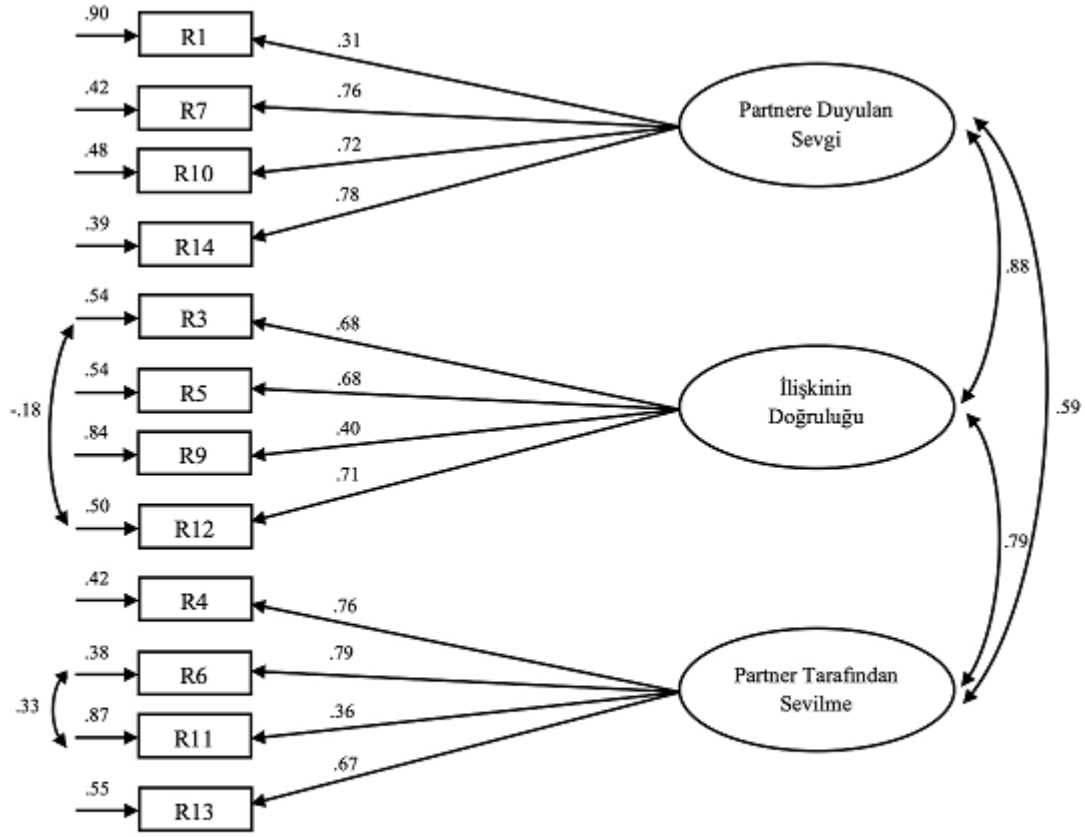 .90
R1
.31
.42
R7
.76
.48
R10
.72
.39
R14
.78
Partnere Duyulan
Sevgi
.88
.54
R3
.68
.54
R5
.68
-.18
.84
R9
.40
.50
R12
.71
İlişkinin
Doğruluğu
.59
.79
.42
R4
.76
.38
R6
.79
.33
.87
R11
.36
.55
R13
.67
Partner Tarafından
Sevilme